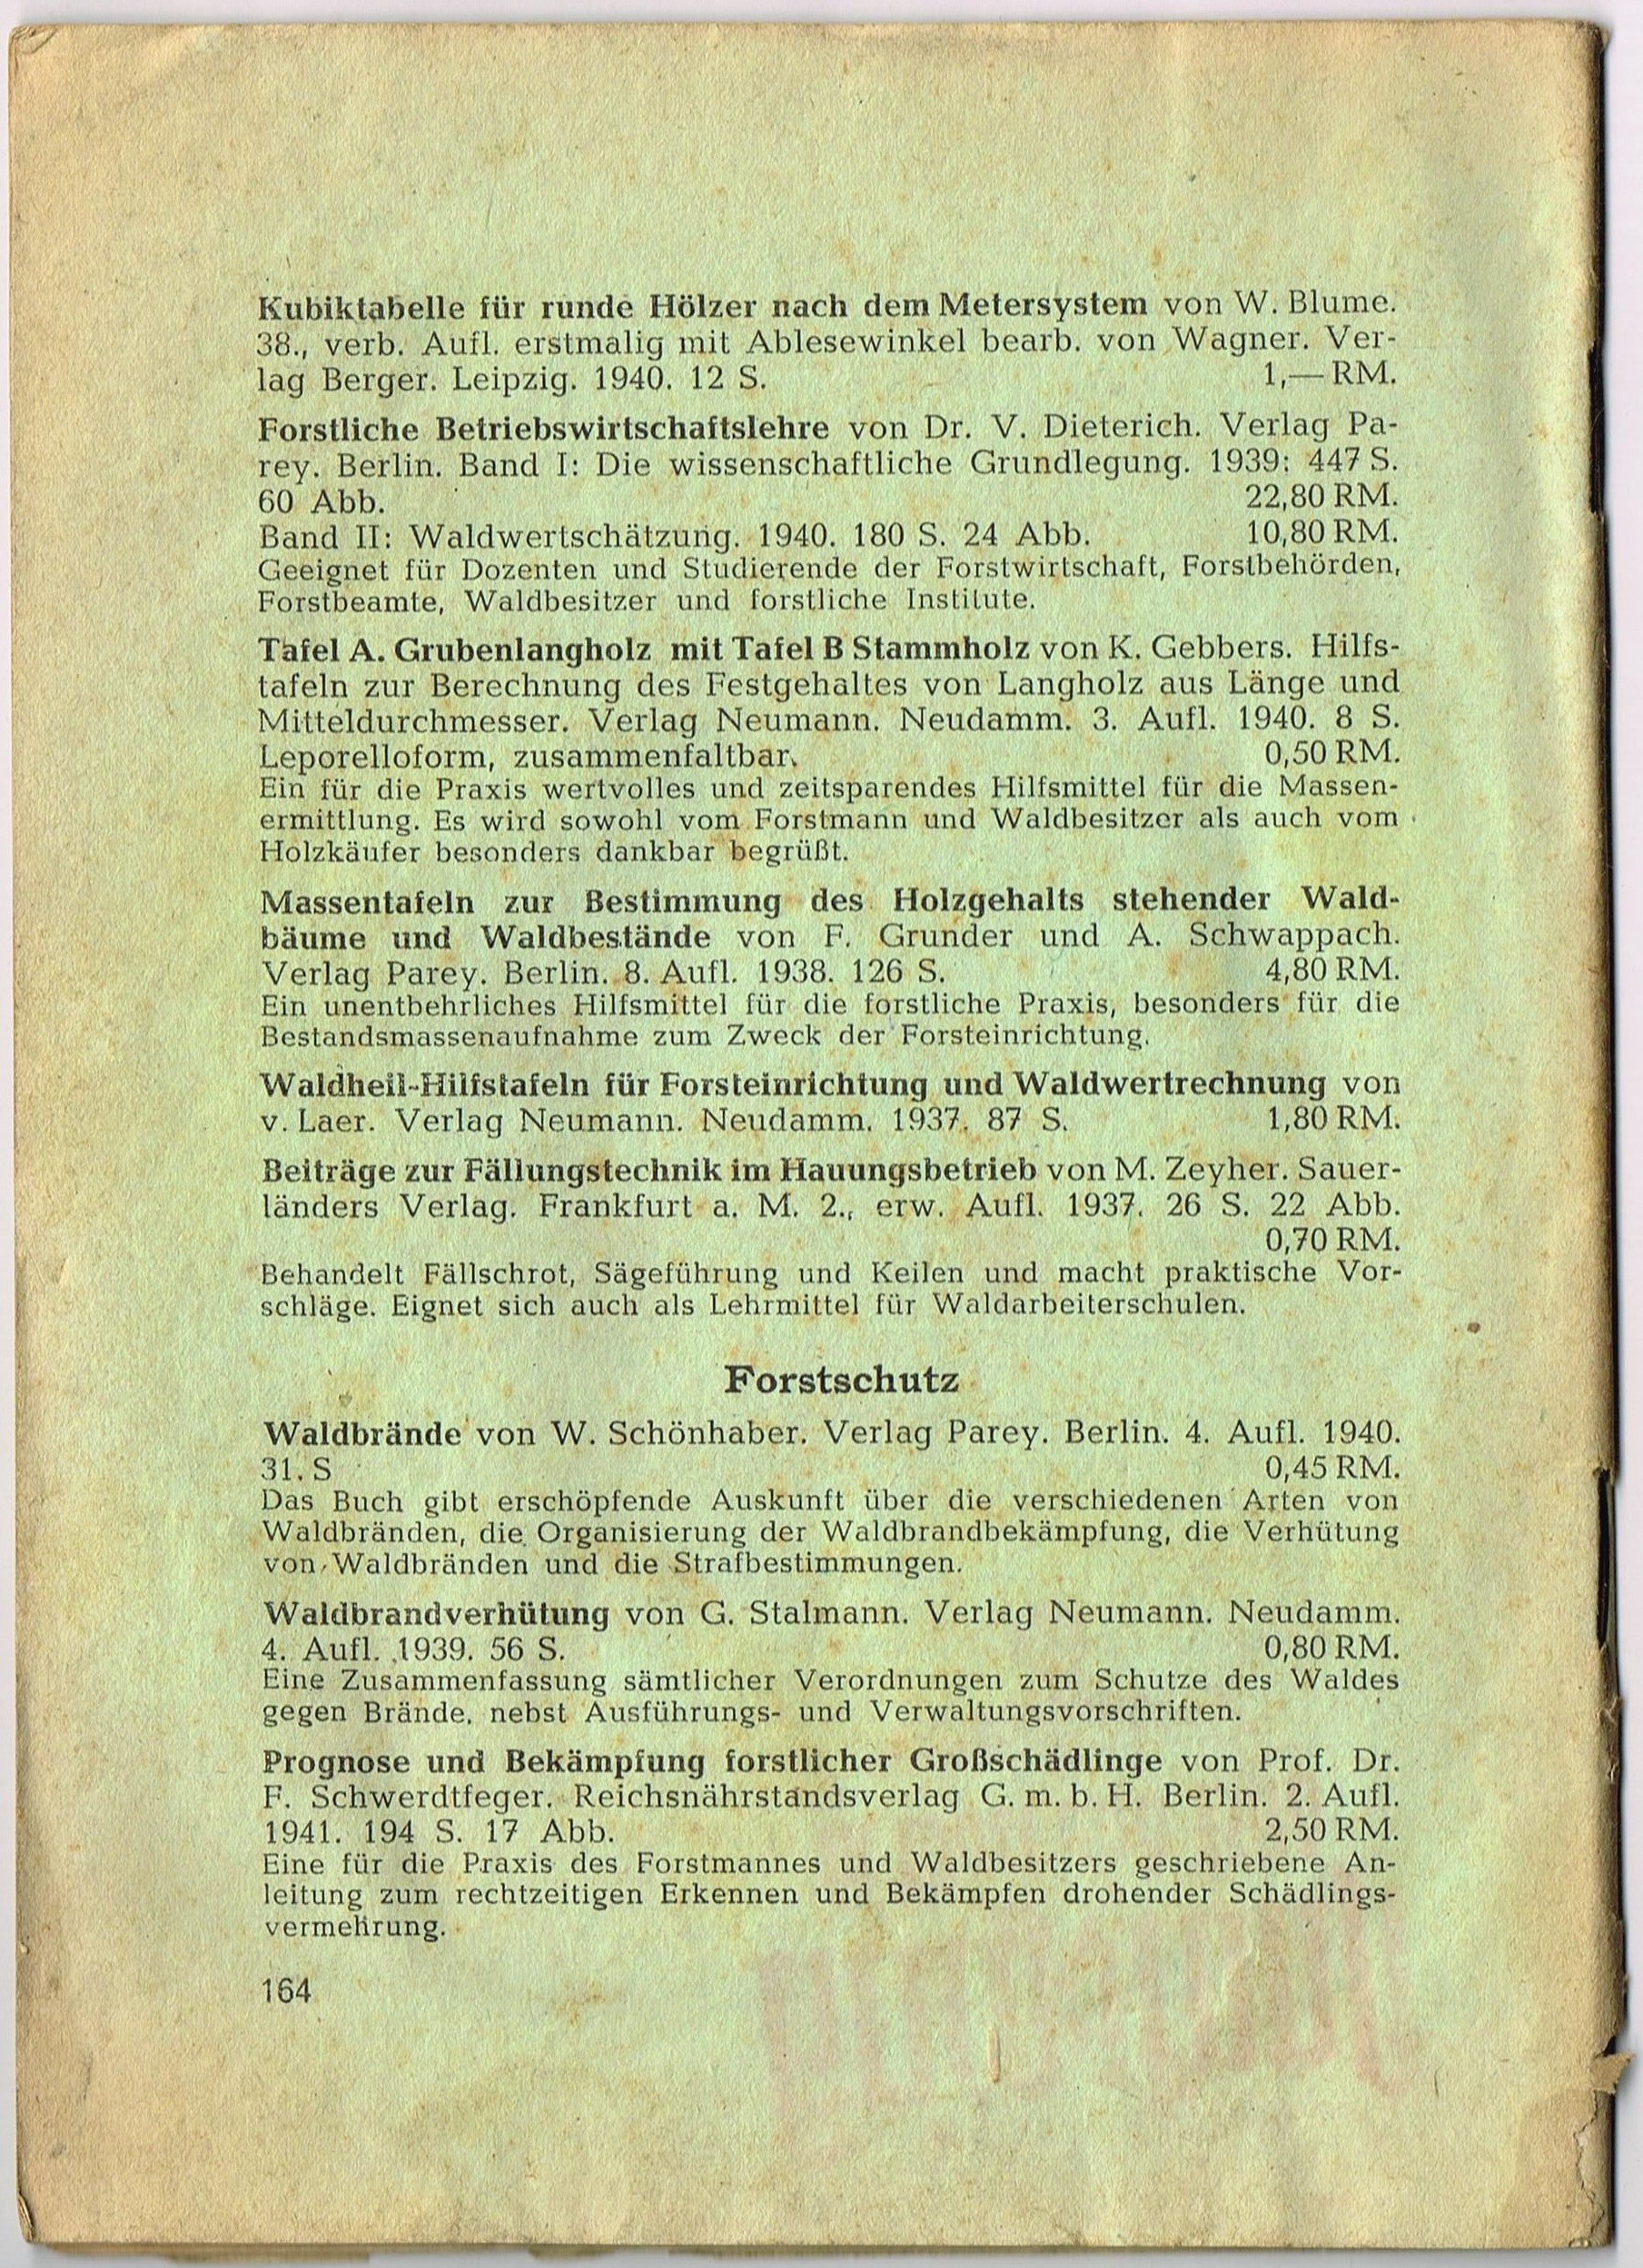 Kubiktabelle für runde Hölzer nach dem Metersystem von W. Blume.
38., verb. Aufl. erstmalig mit Ablesewinkel bearb. von Wagner. Ver-
lag Berger. Leipzig. 1940. 12 S. 1,— RM.
Forstliche Betriebswirtschaftslehre von Dr. V. Dieterich. Verlag Pa-
rey. Berlin. Band I: Die wissenschaftliche Grundlegung. 1939: 447 S.
60 Abb. 22,80 RM.
Band II: Waldwertschätzung. 1940. 180 S. 24 Abb. 10,80 RM.
Geeignet für Dozenten und Studierende der Forstwirtschaft, Forstbehörden,
Forstbeamte, Waldbesitzer und forstliche Institute.
Tafel A. Grubenlangholz mit Tafel B Stammholz von K. Gebbers. Hilfs-
tafeln zur Berechnung des Festgehaltes von Langholz aus Länge und
Mitteldurchmesser. Verlag Neumann. Neudamm. 3. Aufl. 1940. 8 S.
Leporelloform, zusammenfaltbar. 0,50 RM.
Ein für die Praxis wertvolles und zeitsparendes Hilfsmittel für die Massen-
ermittlung. Es wird sowohl vom Forstmann und Waldbesitzer als auch vom
Holzkäufer besonders dankbar begrüßt.
Massentafeln zur Bestimmung des Holzgehalts stehender Wald-
bäume und Waldbestände von F. Grunder und A. Schwappach.
Verlag Parey. Berlin. 8. Aufl. 1938. 126 S. 4,80 RM.
Ein unentbehrliches Hilfsmittel für die forstliche Praxis, besonders für die
Bestandsmassenaufnahme zum Zweck der Forsteinrichtung.
Waldheil-Hilfstafeln für Forsteinrichtung und Waldwertrechnung von
v. Laer. Verlag Neumann. Neudamm. 1937. 87 S. 1,80 RM.
Beiträge zur Fällungstechnik im Hauungsbetrieb von M. Zeyher. Sauer-
länders Verlag. Frankfurt a. M. 2., erw. Aufl. 1937. 26 S. 22 Abb.
0,70 RM.
Behandelt Fällschrot, Sägeführung und Keilen und macht praktische Vor-
schläge. Eignet sich auch als Lehrmittel für Waldarbeiterschulen.
Forstschutz
Waldbrände von W. Schönhaber. Verlag Parey. Berlin. 4. Aufl. 1940.
31. S 0,45 RM.
Das Buch gibt erschöpfende Auskunft über die verschiedenen Arten von
Waldbränden, die Organisierung der Waldbrandbekämpfung, die Verhütung
von Waldbränden und die Strafbestimmungen.
Waldbrandverhütung von G. Stalmann. Verlag Neumann. Neudamm.
4. Aufl. 1939. 56 S. 0,80 RM.
Eine Zusammenfassung sämtlicher Verordnungen zum Schutze des Waldes
gegen Brände, nebst Ausführungs- und Verwaltungsvorschriften.
Prognose und Bekämpfung forstlicher Großschädlinge von Prof. Dr.
F. Schwerdtfeger. Reichsnährstandsverlag G. m. b. H. Berlin. 2. Aufl.
1941. 194 S. 17 Abb. 2,50 RM.
Eine für die Praxis des Forstmannes und Waldbesitzers geschriebene An-
leitung zum rechtzeitigen Erkennen und Bekämpfen drohender Schädlings-
vermehrung.
164